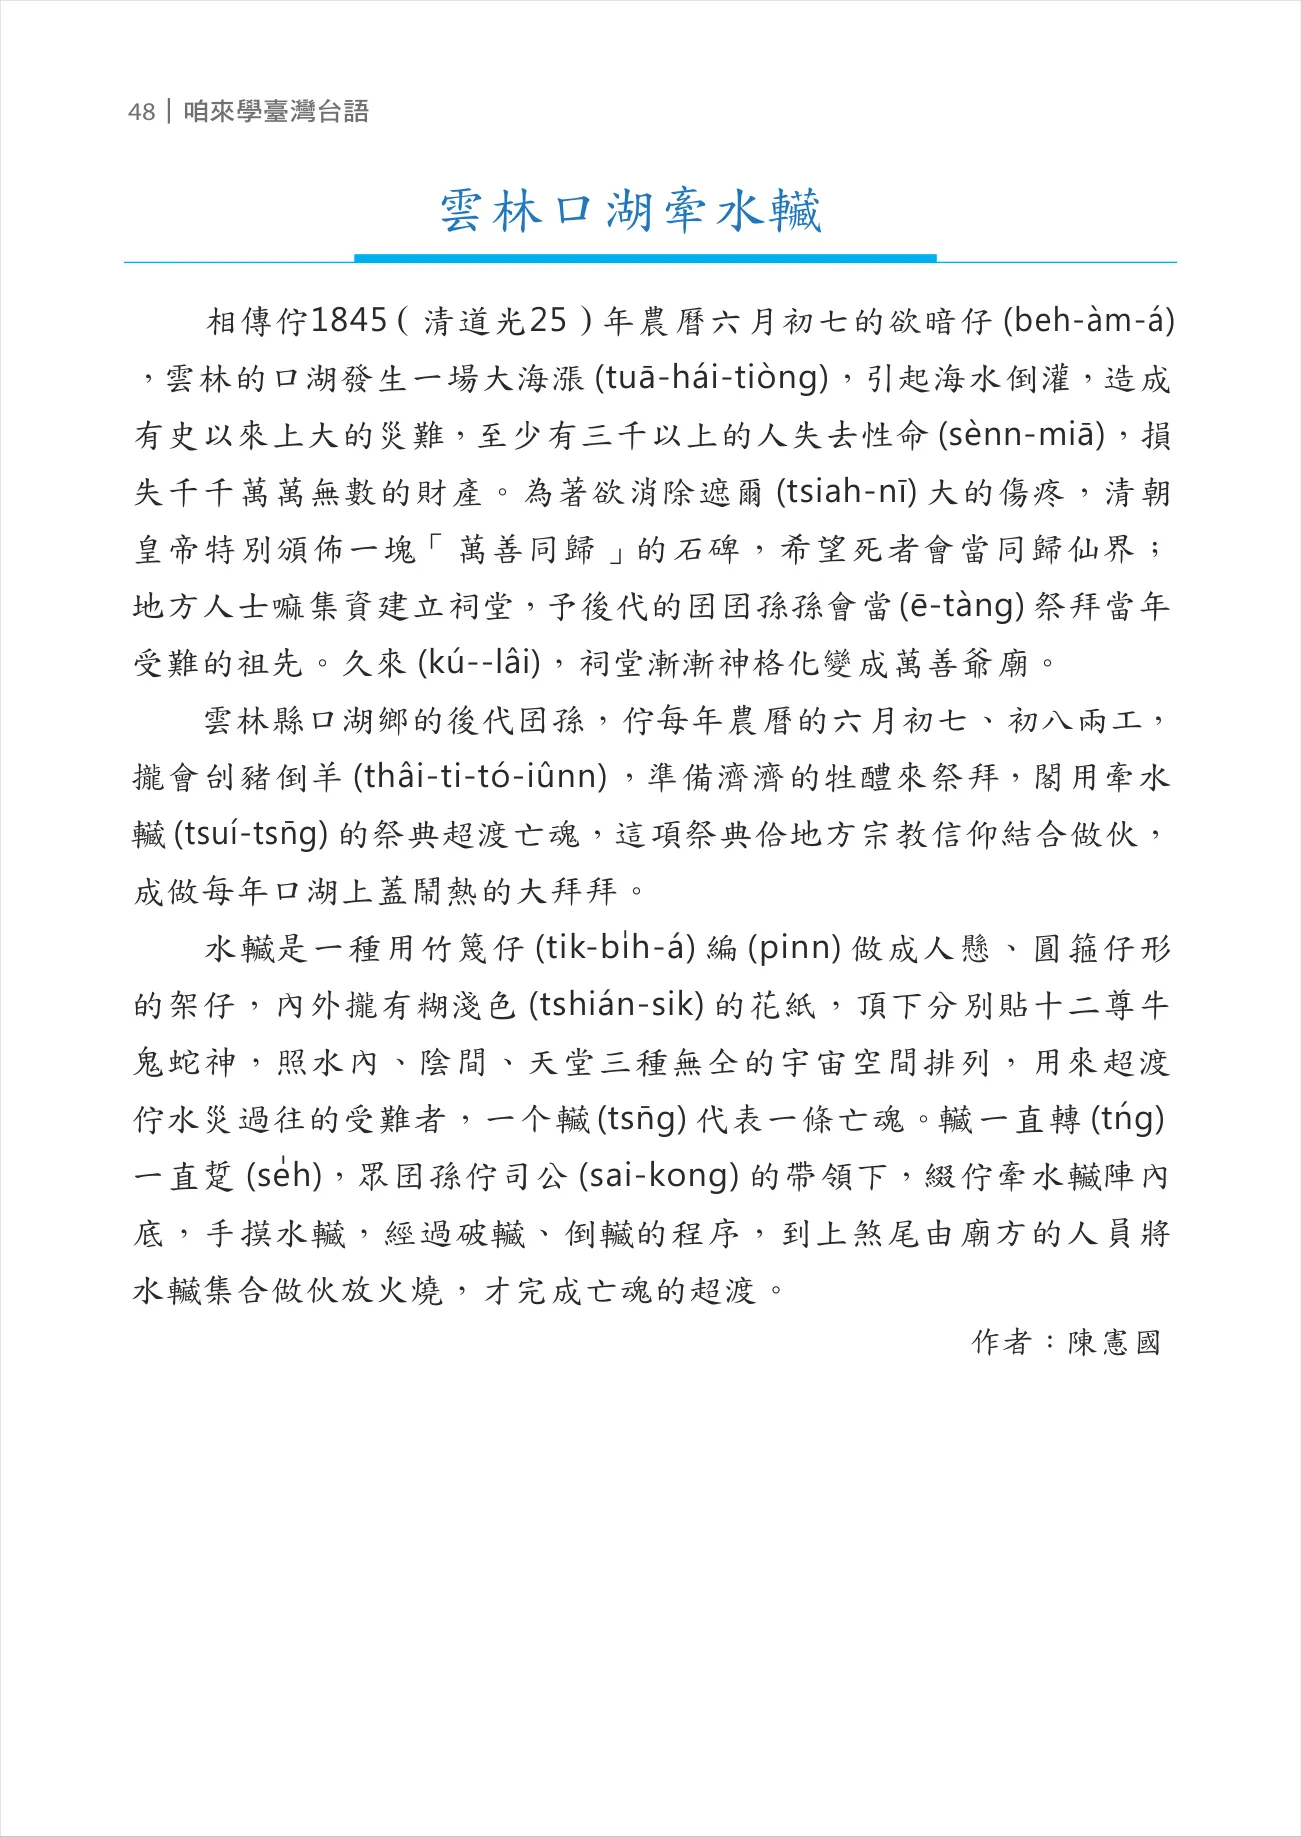 48｜咱來學臺灣台語
雲林口湖牽水𨎌
相傳佇1845（清道光25）年農曆六月初七的欲暗仔 (beh-àm-á)
，雲林的口湖發生一場大海漲 (tuā-hái-tiòng)，引起海水倒灌，造成
有史以來上大的災難，至少有三千以上的人失去性命 (sènn-miā)，損
失千千萬萬無數的財產。為著欲消除遮爾 (tsiah-nī) 大的傷疼，清朝
皇帝特別頒佈一塊「萬善同歸」的石碑，希望死者會當同歸仙界；
地方人士嘛集資建立祠堂，予後代的囝囝孫孫會當 (ē-tàng) 祭拜當年
受難的祖先。久來 (kú--lâi)，祠堂漸漸神格化變成萬善爺廟。
雲林縣口湖鄉的後代囝孫，佇每年農曆的六月初七、初八兩工，
攏會刣豬倒羊 (thâi-ti-tó-iûnn)，準備濟濟的牲醴來祭拜，閣用牽水
𨎌 (tsuí-tsn̄g) 的祭典超渡亡魂，這項祭典佮地方宗教信仰結合做伙，
成做每年口湖上蓋鬧熱的大拜拜。
水𨎌是一種用竹篾仔 (tik-bi̍h-á) 編 (pinn) 做成人懸、圓箍仔形
的架仔，內外攏有糊淺色 (tshián-sik) 的花紙，頂下分別貼十二尊牛
鬼蛇神，照水內、陰間、天堂三種無仝的宇宙空間排列，用來超渡
佇水災過往的受難者，一个𨎌 (tsn̄g) 代表一條亡魂。𨎌一直轉 (tńg)
一直踅 (se̍h)，眾囝孫佇司公 (sai-kong) 的帶領下，綴佇牽水𨎌陣內
底，手摸水𨎌，經過破𨎌、倒𨎌的程序，到上煞尾由廟方的人員將
水𨎌集合做伙放火燒，才完成亡魂的超渡。
作者：陳憲國